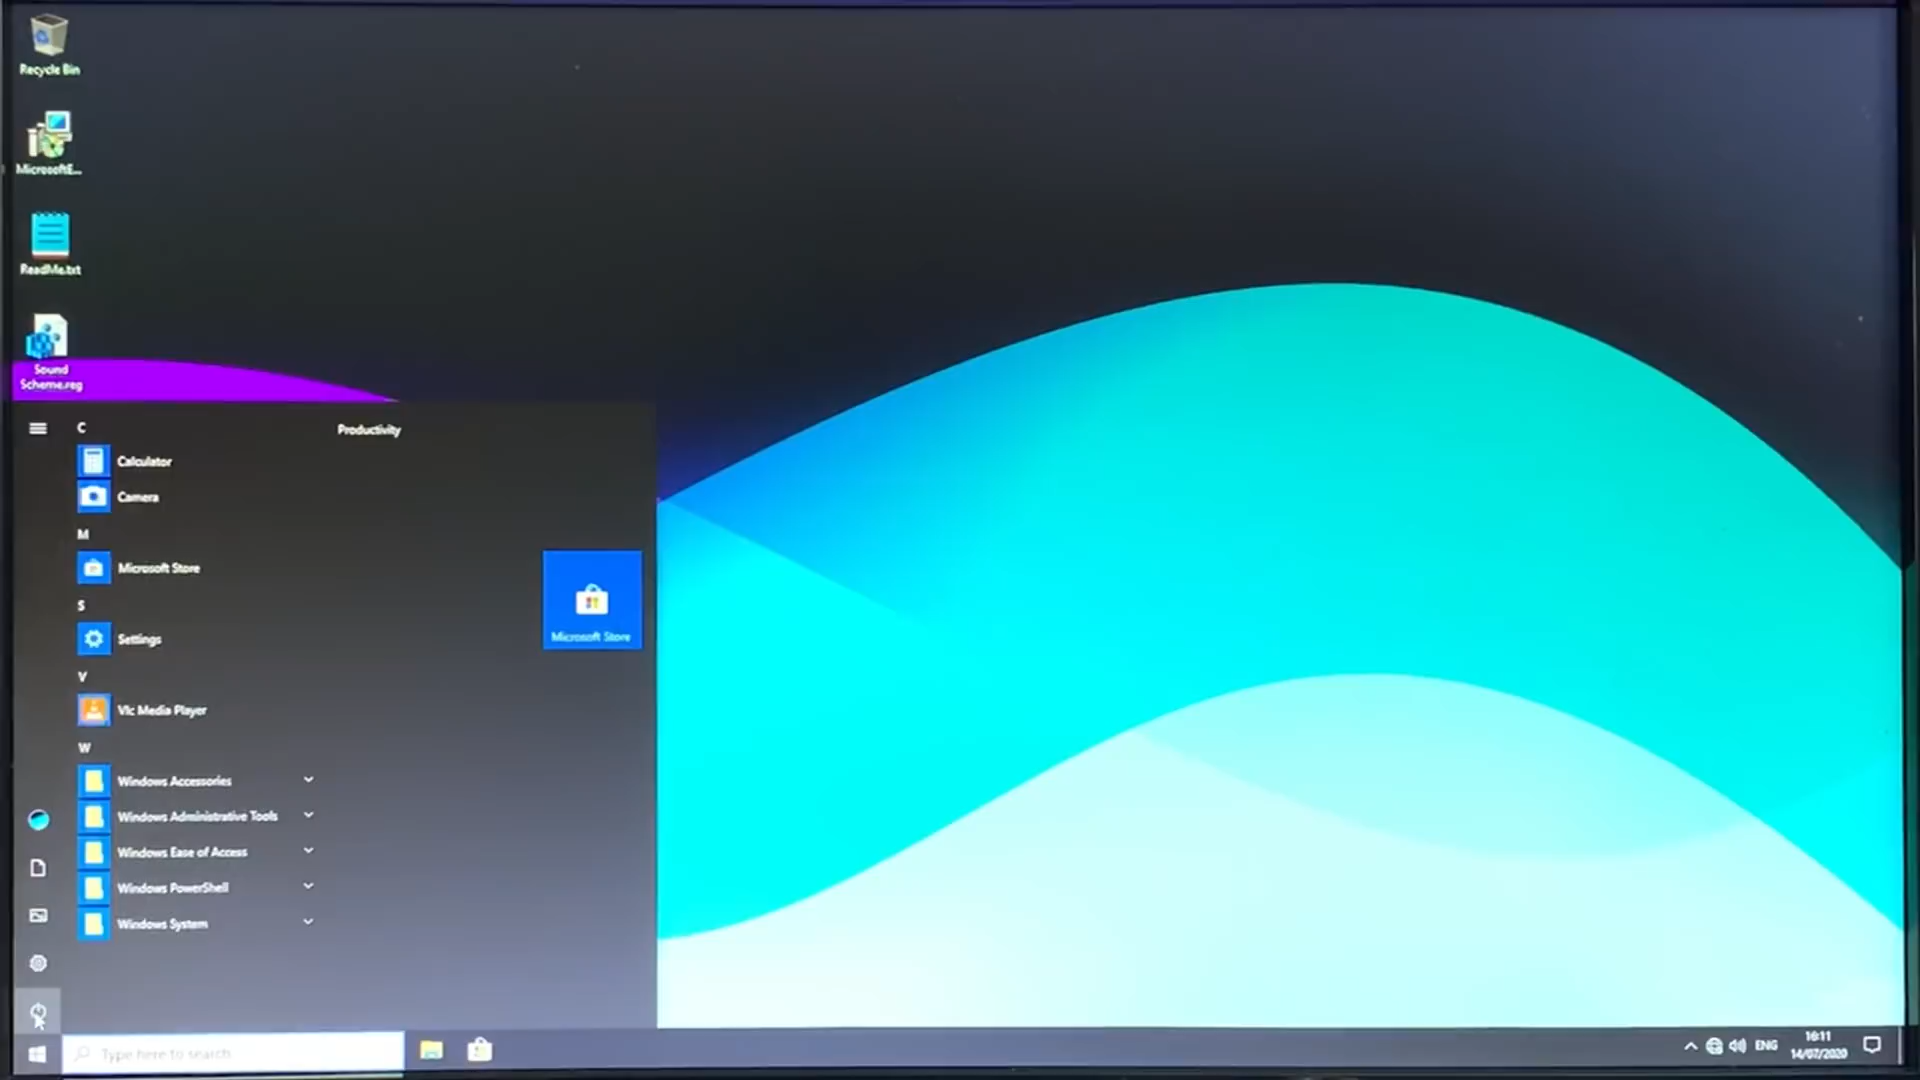 Recycle Bin
MicrosoftE...
ReadMe.txt
Sound
Scheme.reg
C
Productivity
Calculator
Camera
M
Microsoft Store
S
Settings
Microsoft Store
V
Vlc Media Player
W
Windows Accessories
Windows Administrative Tools
Windows Ease of Access
Windows PowerShell
Windows System
Type here to search
ENG
16:11
14/07/2020